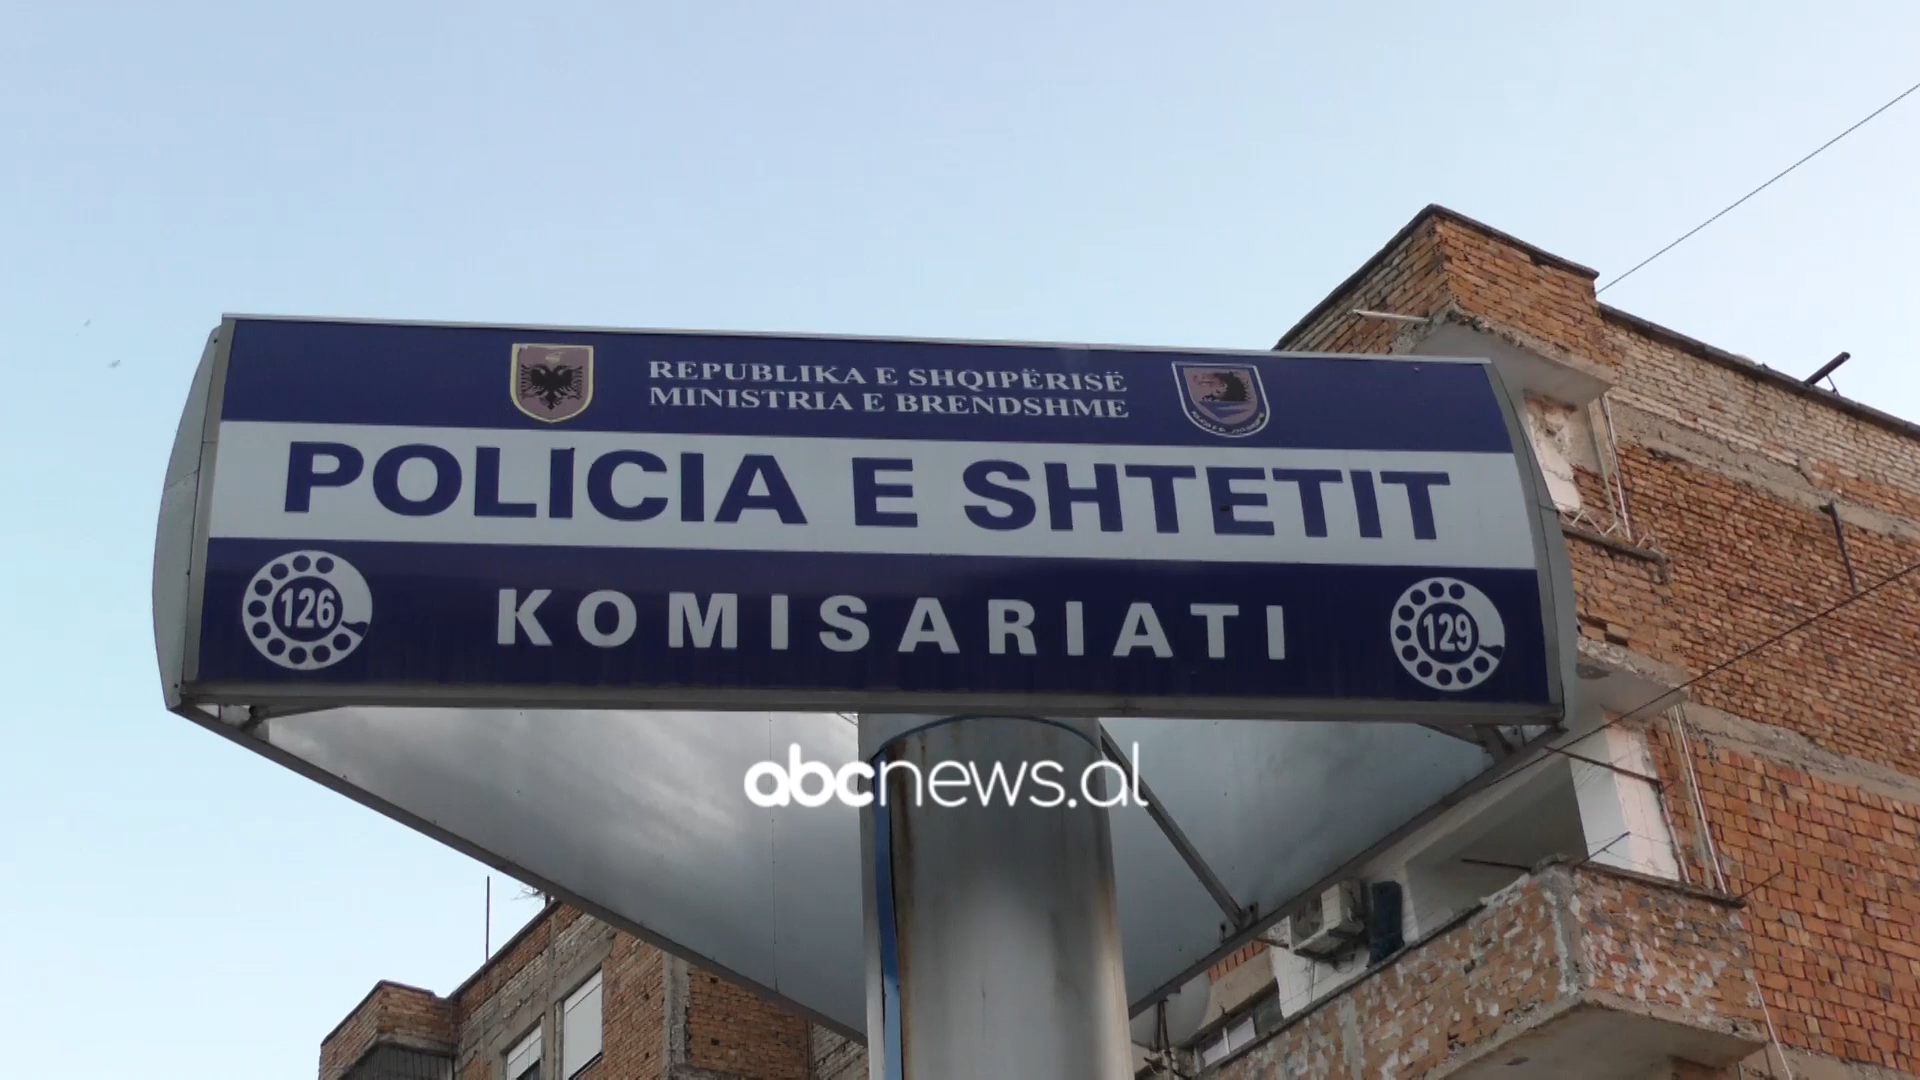 REPUBLIKA E SHQIPËRISË
MINISTRIA E BRENDSHME
POLICIA E SHTETIT
126
KOMISARIATI
129
abcnews.al